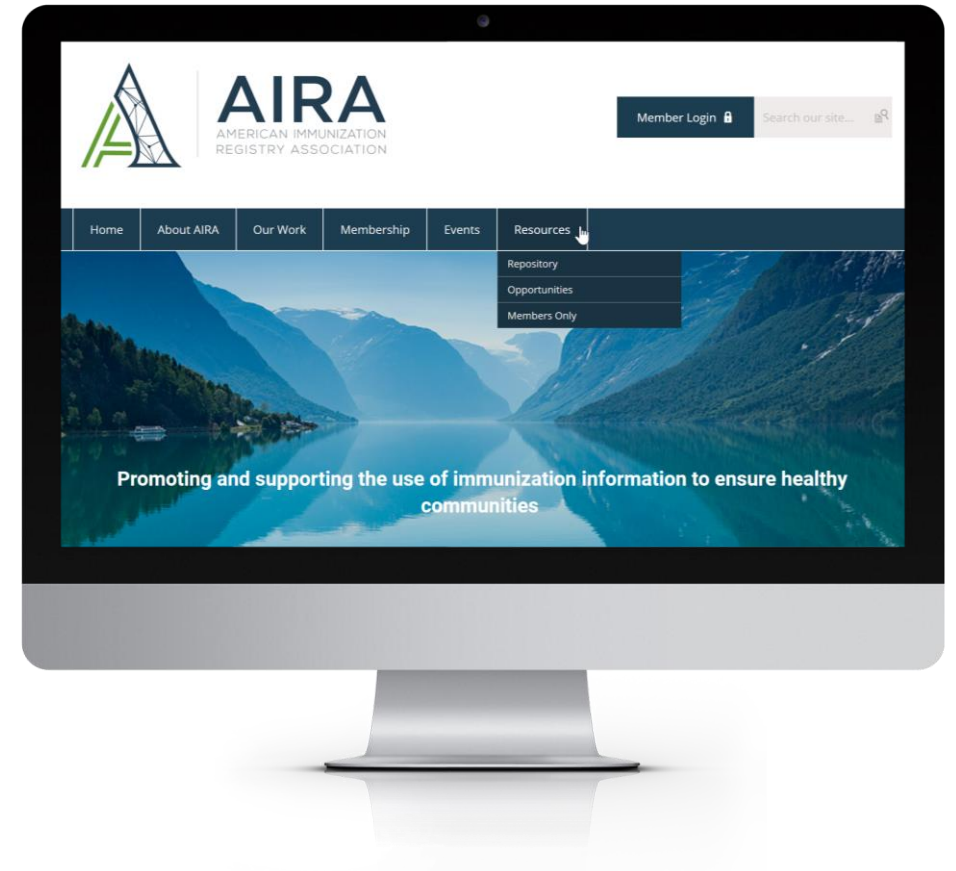 AIRA
AMERICAN IMMUNIZATION
REGISTRY ASSOCIATION
Member Login
Search our site...
Home
About AIRA
Our Work
Membership
Events
Resources
Repository
Opportunities
Members Only
Promoting and supporting the use of immunization information to ensure healthy
communities